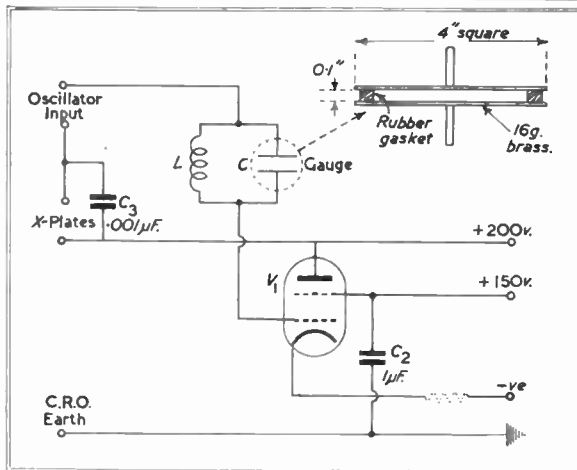 4" square
0·1"
Oscillator
Input
Rubber
gasket
16g.
brass.
L
C
Gauge
C3
X-Plates
·001μF.
+200v.
V1
+150v.
C2
1μF.
-ve
C.R.O.
Earth